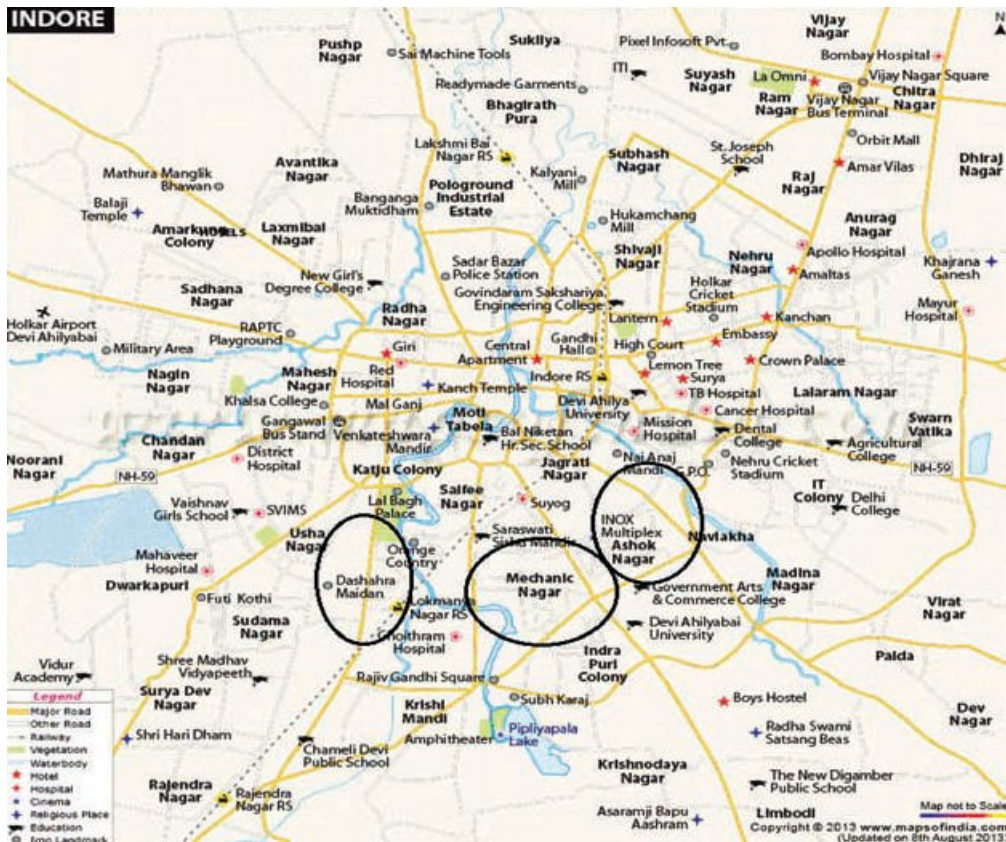 INDORE
N
Pushp
Nagar
Sai Machine Tools
Sukliya
Pixel Infosoft Pvt.
Vijay
Nagar
Bombay Hospital
ITI
Suyash
Nagar
La Omni
Vijay Nagar Square
Readymade Garments
Ram
Nagar
Vijay Nagar
Bus Terminal
Chitra
Nagar
Bhagirath
Pura
Orbit Mall
Lakshmi Bai
Nagar RS
Subhash
Nagar
St. Joseph
School
Amar Vilas
Dhiraj
Nagar
Avantika
Nagar
Mathura Manglik
Bhawan
Kalyani
Mill
Raj
Nagar
Pologround
Industrial
Estate
Banganga
Muktidham
Balaji
Temple
Amarkunj
Colony
HOTELS
Laxmibai
Nagar
Hukamchang
Mill
Anurag
Nagar
Shivaji
Nagar
Nehru
Nagar
Apollo Hospital
Khajrana
Ganesh
Sadar Bazar
Police Station
Amaltas
New Girl's
Degree College
Sadhana
Nagar
Govindaram Sakshariya
Engineering College
Holkar
Cricket
Stadium
Mayur
Hospital
Holkar Airport
Devi Ahilyabai
Radha
Nagar
Lantern
Kanchan
RAPTC
Playground
Military Area
Giri
Red
Hospital
Central
Apartment
Gandhi
Hall
High Court
Embassy
Crown Palace
Nagin
Nagar
Mahesh
Nagar
Kanch Temple
Indore RS
Lemon Tree
Surya
TB Hospital
Lalaram Nagar
Khalsa College
Mal Ganj
Moti
Tabela
Devi Ahilya
University
Cancer Hospital
Swarn
Vatika
Gangawal
Bus Stand
Venkateshwara
Mandir
Bal Niketan
Hr.Sec.School
Mission
Hospital
Dental
College
Agricultural
College
Chandan
Nagar
District
Hospital
Noorani
Nagar
NH-59
Katju Colony
Jagrati
Nagar
Nai Anaj
Mandi
G.P.O.
Nehru Cricket
Stadium
NH-59
Lal Bagh
Palace
Saifee
Nagar
Suyog
IT
Colony
Delhi
College
Vaishnav
Girls School
SVIMS
Usha
Nagar
INOX
Multiplex
Ashok
Nagar
Navlakha
Saraswati
Sishu Mandir
Orange
Country
Mahaveer
Hospital
Dwarkapuri
Dashahra
Maidan
Mechanic
Nagar
Madina
Nagar
Government Arts
& Commerce College
Futi Kothi
Lokmanya
Nagar RS
Virat
Nagar
Sudama
Nagar
Choithram
Hospital
Devi Ahilyabai
University
Indra
Puri
Colony
Palda
Vidur
Academy
Shree Madhav
Vidyapeeth
Rajiv Gandhi Square
Surya Dev
Nagar
Subh Karaj
Boys Hostel
Dev
Nagar
Krishi
Mandi
Amphitheater
Pipliyapala
Lake
Radha Swami
Satsang Beas
Shri Hari Dham
Chameli Devi
Public School
Krishnodaya
Nagar
The New Digamber
Public School
Rajendra
Nagar
Rajendra
Nagar RS
Asaramji Bapu
Aashram
Limbodi
Legend
Major Road
Other Road
Railway
Vegetation
Waterbody
Hotel
Hospital
Cinema
Religious Place
Education
Imp Landmark
Map not to Scale
Copyright © 2013 www.mapsofindia.com
(Updated on 8th August 2013)